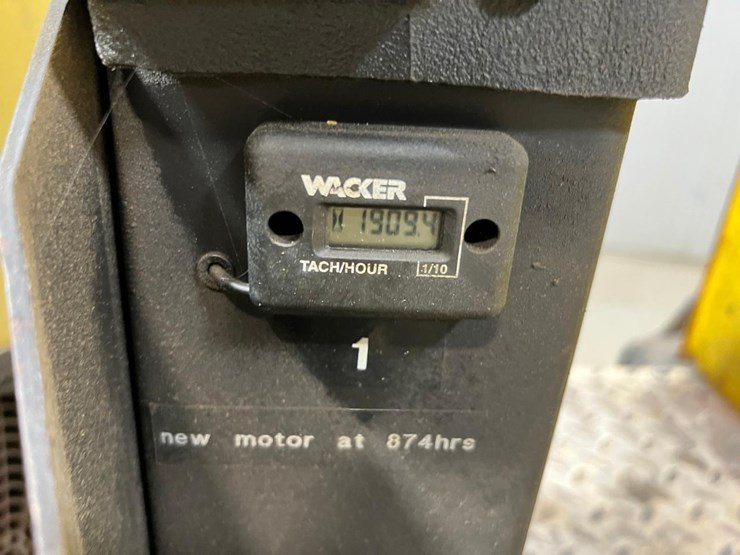 WACKER
1909.4
TACH/HOUR 1/10
1
new motor at 874hrs